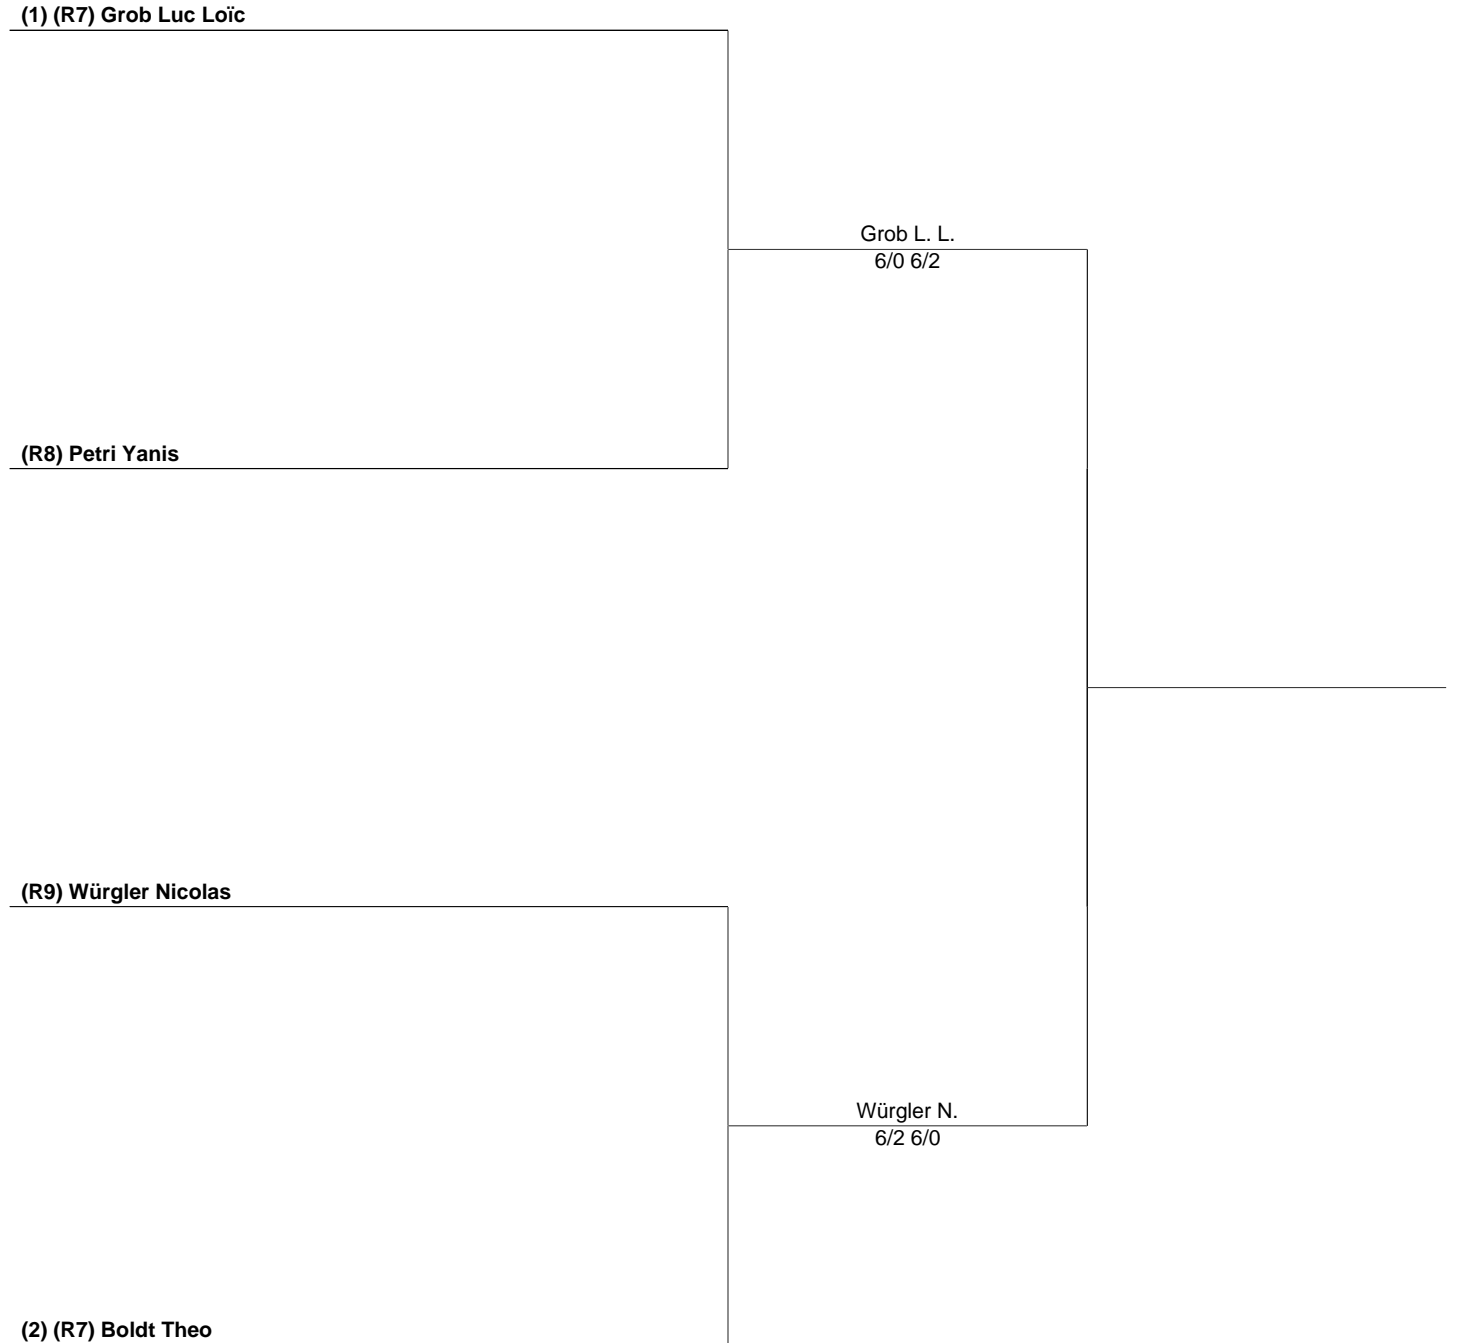 (1) (R7) Grob Luc Loïc
Grob L. L.
6/0 6/2
(R8) Petri Yanis
(R9) Würgler Nicolas
Würgler N.
6/2 6/0
(2) (R7) Boldt Theo